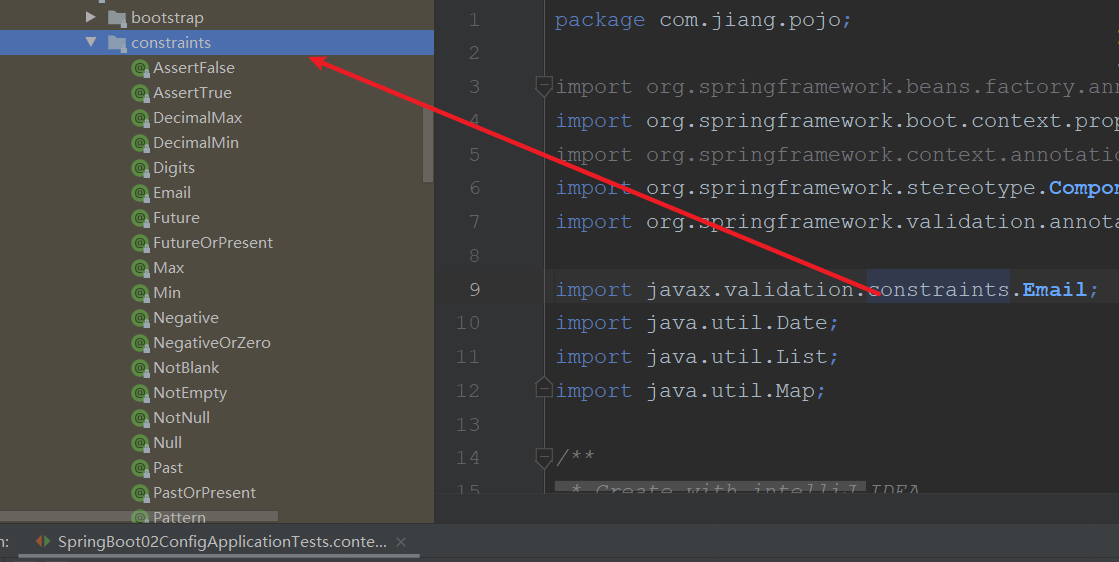 bootstrap
constraints
AssertFalse
AssertTrue
DecimalMax
DecimalMin
Digits
Email
Future
FutureOrPresent
Max
Min
Negative
NegativeOrZero
NotBlank
NotEmpty
NotNull
Null
Past
PastOrPresent
Pattern
1 package com.jiang.pojo;
2
3 import org.springframework.beans.factory.ann
4 import org.springframework.boot.context.prop
5 import org.springframework.context.annotatio
6 import org.springframework.stereotype.Compon
7 import org.springframework.validation.annota
8
9 import javax.validation.constraints.Email;
10 import java.util.Date;
11 import java.util.List;
12 import java.util.Map;
13
14 /**
15 * Create with intelliJ IDEA
n: SpringBoot02ConfigApplicationTests.conte...